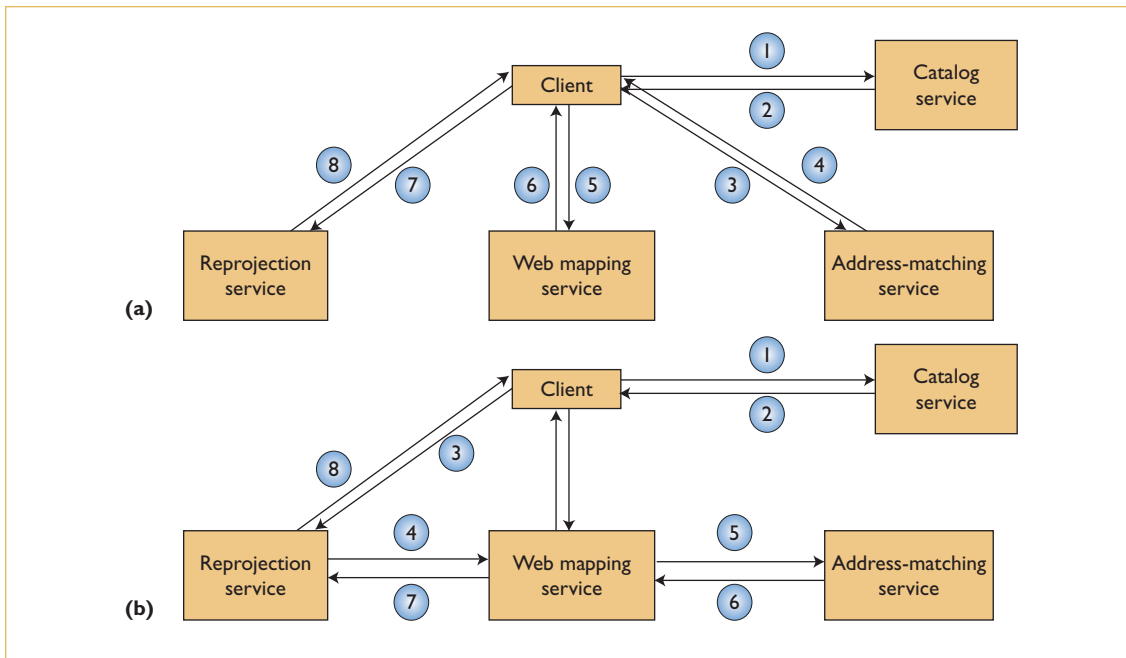 1
Client
Catalog
service
2
8
7
6
5
3
4
Reprojection
service
Web mapping
service
Address-matching
service
(a)
1
Client
Catalog
service
2
8
3
4
5
Reprojection
service
Web mapping
service
Address-matching
service
7
6
(b)